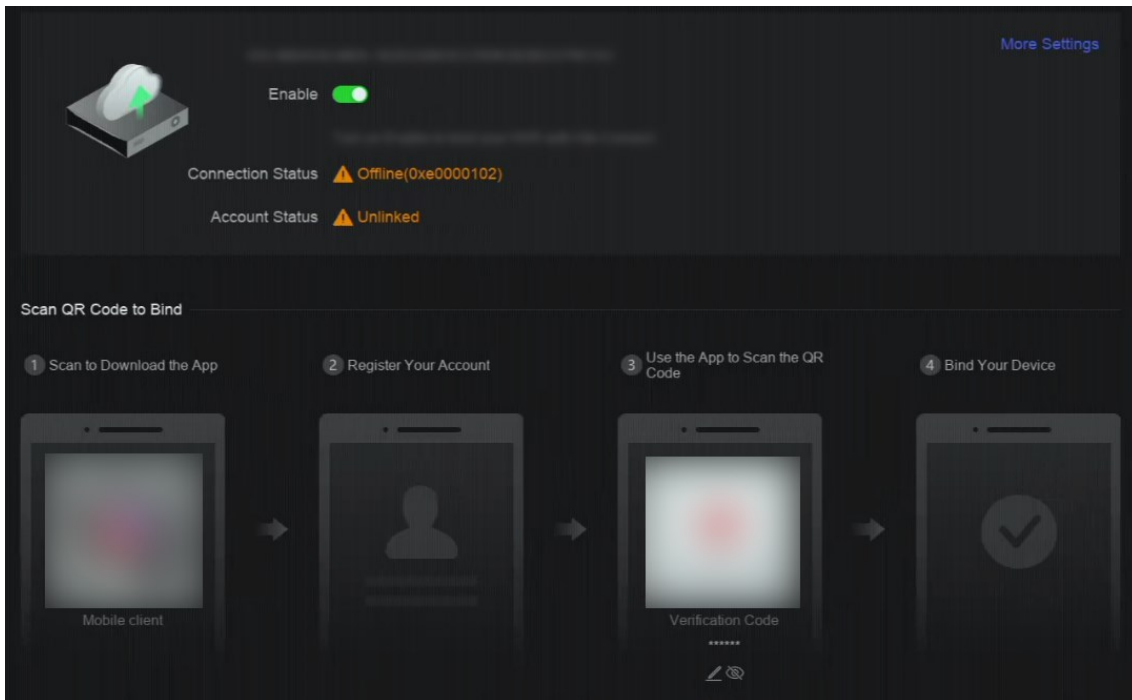 More Settings
Enable
Connection Status Offline(0xe0000102)
Account Status Unlinked
Scan QR Code to Bind
1 Scan to Download the App
2 Register Your Account
3 Use the App to Scan the QR
Code
4 Bind Your Device
Mobile client
Verification Code
******